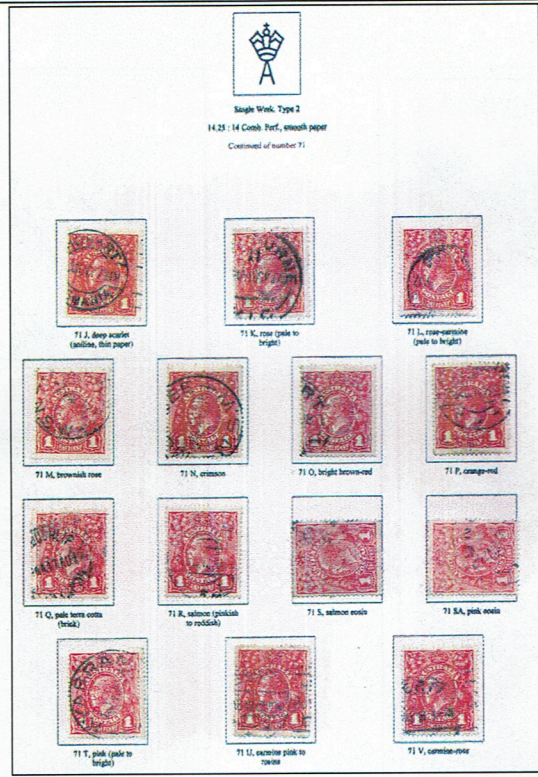 A
Single Wmk. Type 2
14.25 : 14 Comb. Perf., smooth paper
Continued of number 71
71 J, deep scarlet
(aniline, thin paper)
71 K, rose (pale to
bright)
71 L, rose-carmine
(pale to bright)
71 M, brownish rose
71 N, crimson
71 O, bright brown-red
71 P, orange-red
71 Q, pale terra cotta
(brick)
71 R, salmon (pinkish
to reddish)
71 S, salmon eosin
71 SA, pink eosin
71 T, pink (pale to
bright)
71 U, carmine pink to
rosine
71 V, carmine-rose